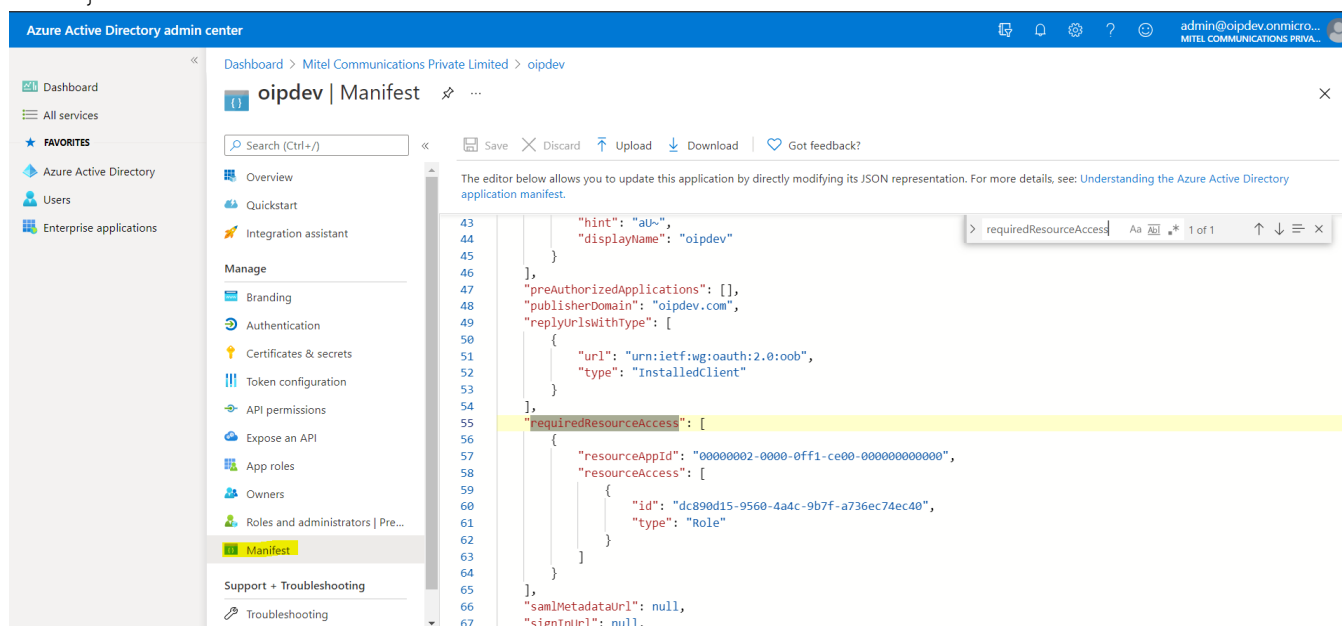 Azure Active Directory admin center
admin@oipdev.onmicro...
MITEL COMMUNICATIONS PRIVA...
Dashboard
All services
FAVORITES
Azure Active Directory
Users
Enterprise applications
Dashboard > Mitel Communications Private Limited > oipdev
oipdev | Manifest
Search (Ctrl+/)
Overview
Quickstart
Integration assistant
Manage
Branding
Authentication
Certificates & secrets
Token configuration
API permissions
Expose an API
App roles
Owners
Roles and administrators | Pre...
Manifest
Support + Troubleshooting
Troubleshooting
Save Discard Upload Download Got feedback?
The editor below allows you to update this application by directly modifying its JSON representation. For more details, see: Understanding the Azure Active Directory
application manifest.
requiredResourceAccess Aa Abl .* 1 of 1
43 "hint": "aU~",
44 "displayName": "oipdev"
45 }
46 ],
47 "preAuthorizedApplications": [],
48 "publisherDomain": "oipdev.com",
49 "replyUrlsWithType": [
50 {
51 "url": "urn:ietf:wg:oauth:2.0:oob",
52 "type": "InstalledClient"
53 }
54 ],
55 "requiredResourceAccess": [
56 {
57 "resourceAppId": "00000002-0000-0ff1-ce00-000000000000",
58 "resourceAccess": [
59 {
60 "id": "dc890d15-9560-4a4c-9b7f-a736ec74ec40",
61 "type": "Role"
62 }
63 ]
64 }
65 ],
66 "samlMetadataUrl": null,
67 "signInUrl": null,